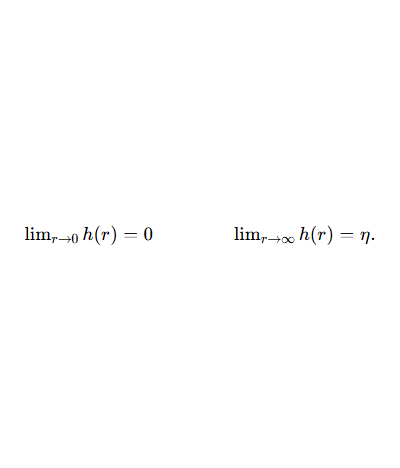 lim_{r→0} h(r) = 0 lim_{r→∞} h(r) = η.